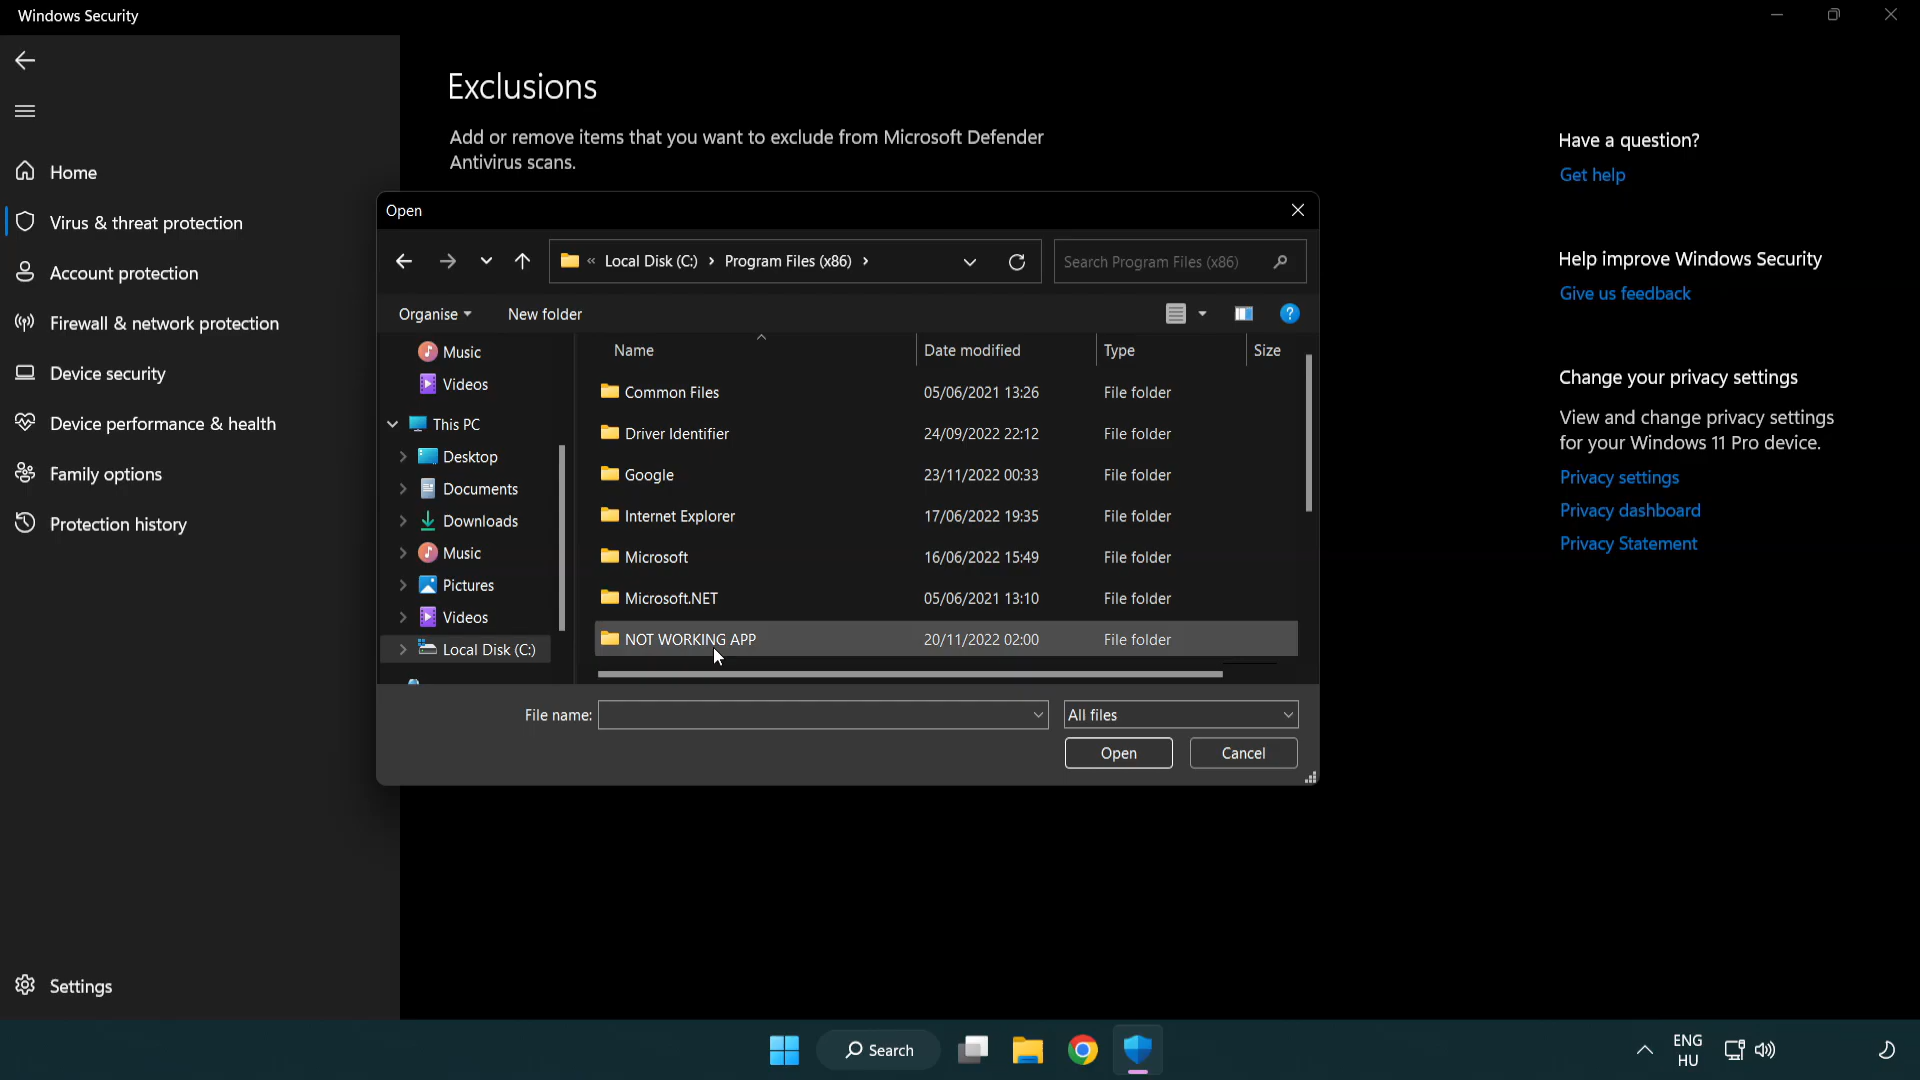 Windows Security
Home
Virus & threat protection
Account protection
Firewall & network protection
Device security
Device performance & health
Family options
Protection history
Settings
Exclusions
Add or remove items that you want to exclude from Microsoft Defender
Antivirus scans.
Open
« Local Disk (C:) › Program Files (x86) ›
Search Program Files (x86)
Organise
New folder
?
Music
Videos
This PC
Desktop
Documents
Downloads
Music
Pictures
Videos
Local Disk (C:)
Name Date modified Type Size
Common Files 05/06/2021 13:26 File folder
Driver Identifier 24/09/2022 22:12 File folder
Google 23/11/2022 00:33 File folder
Internet Explorer 17/06/2022 19:35 File folder
Microsoft 16/06/2022 15:49 File folder
Microsoft.NET 05/06/2021 13:10 File folder
NOT WORKING APP 20/11/2022 02:00 File folder
File name:
All files
Open
Cancel
Have a question?
Get help
Help improve Windows Security
Give us feedback
Change your privacy settings
View and change privacy settings
for your Windows 11 Pro device.
Privacy settings
Privacy dashboard
Privacy Statement
Search
ENG
HU